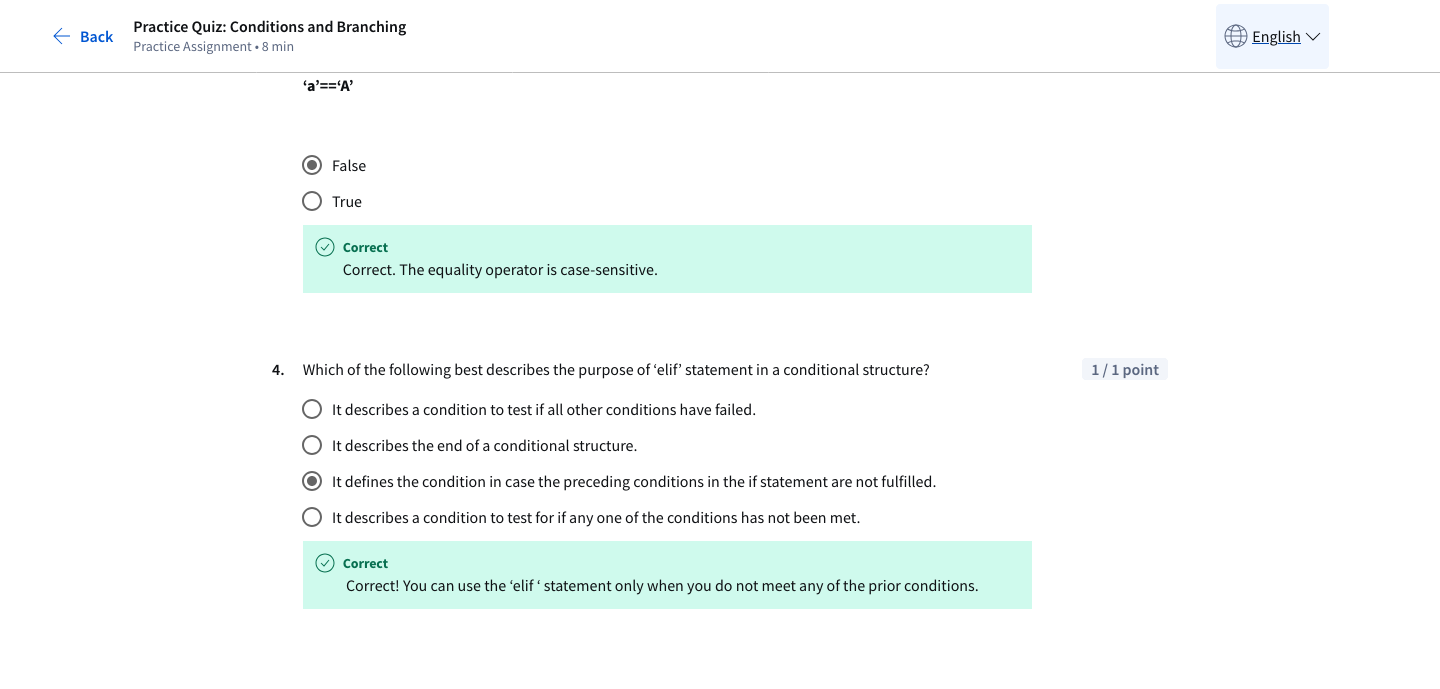 Back
Practice Quiz: Conditions and Branching
Practice Assignment • 8 min
English
‘a’==‘A’
False
True
Correct
Correct. The equality operator is case-sensitive.
4. Which of the following best describes the purpose of ‘elif’ statement in a conditional structure?
1 / 1 point
It describes a condition to test if all other conditions have failed.
It describes the end of a conditional structure.
It defines the condition in case the preceding conditions in the if statement are not fulfilled.
It describes a condition to test for if any one of the conditions has not been met.
Correct
Correct! You can use the ‘elif ‘ statement only when you do not meet any of the prior conditions.